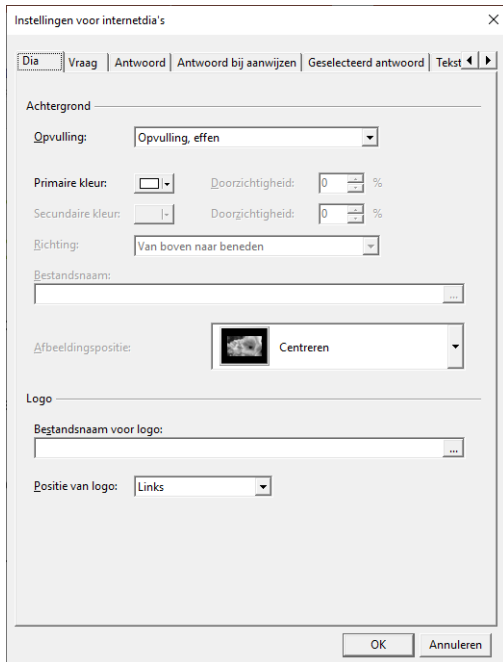 Instellingen voor internetdia's
Dia Vraag Antwoord Antwoord bij aanwijzen Geselecteerd antwoord Tekst
Achtergrond
Opvulling: Opvulling, effen
Primaire kleur: Doorzichtigheid: 0 %
Secundaire kleur: Doorzichtigheid: 0 %
Richting: Van boven naar beneden
Bestandsnaam:
...
Afbeeldingspositie: Centreren
Logo
Bestandsnaam voor logo:
...
Positie van logo: Links
OK Annuleren